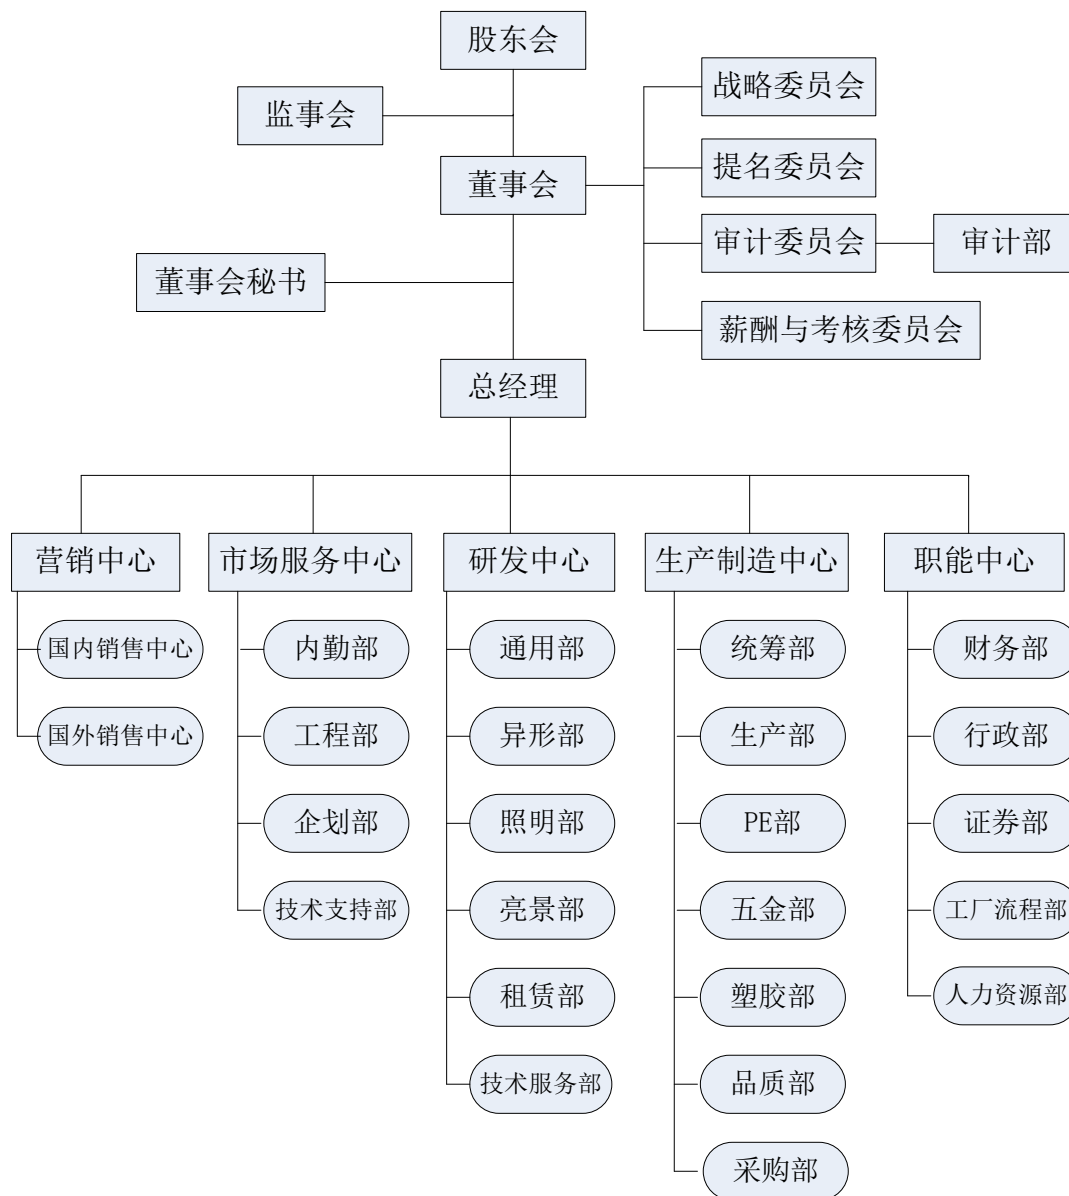 股东会
监事会
战略委员会
提名委员会
董事会
审计委员会
审计部
董事会秘书
薪酬与考核委员会
总经理
营销中心
市场服务中心
研发中心
生产制造中心
职能中心
国内销售中心
内勤部
通用部
统筹部
财务部
国外销售中心
工程部
异形部
生产部
行政部
企划部
照明部
PE部
证券部
技术支持部
亮景部
五金部
工厂流程部
租赁部
塑胶部
人力资源部
技术服务部
品质部
采购部